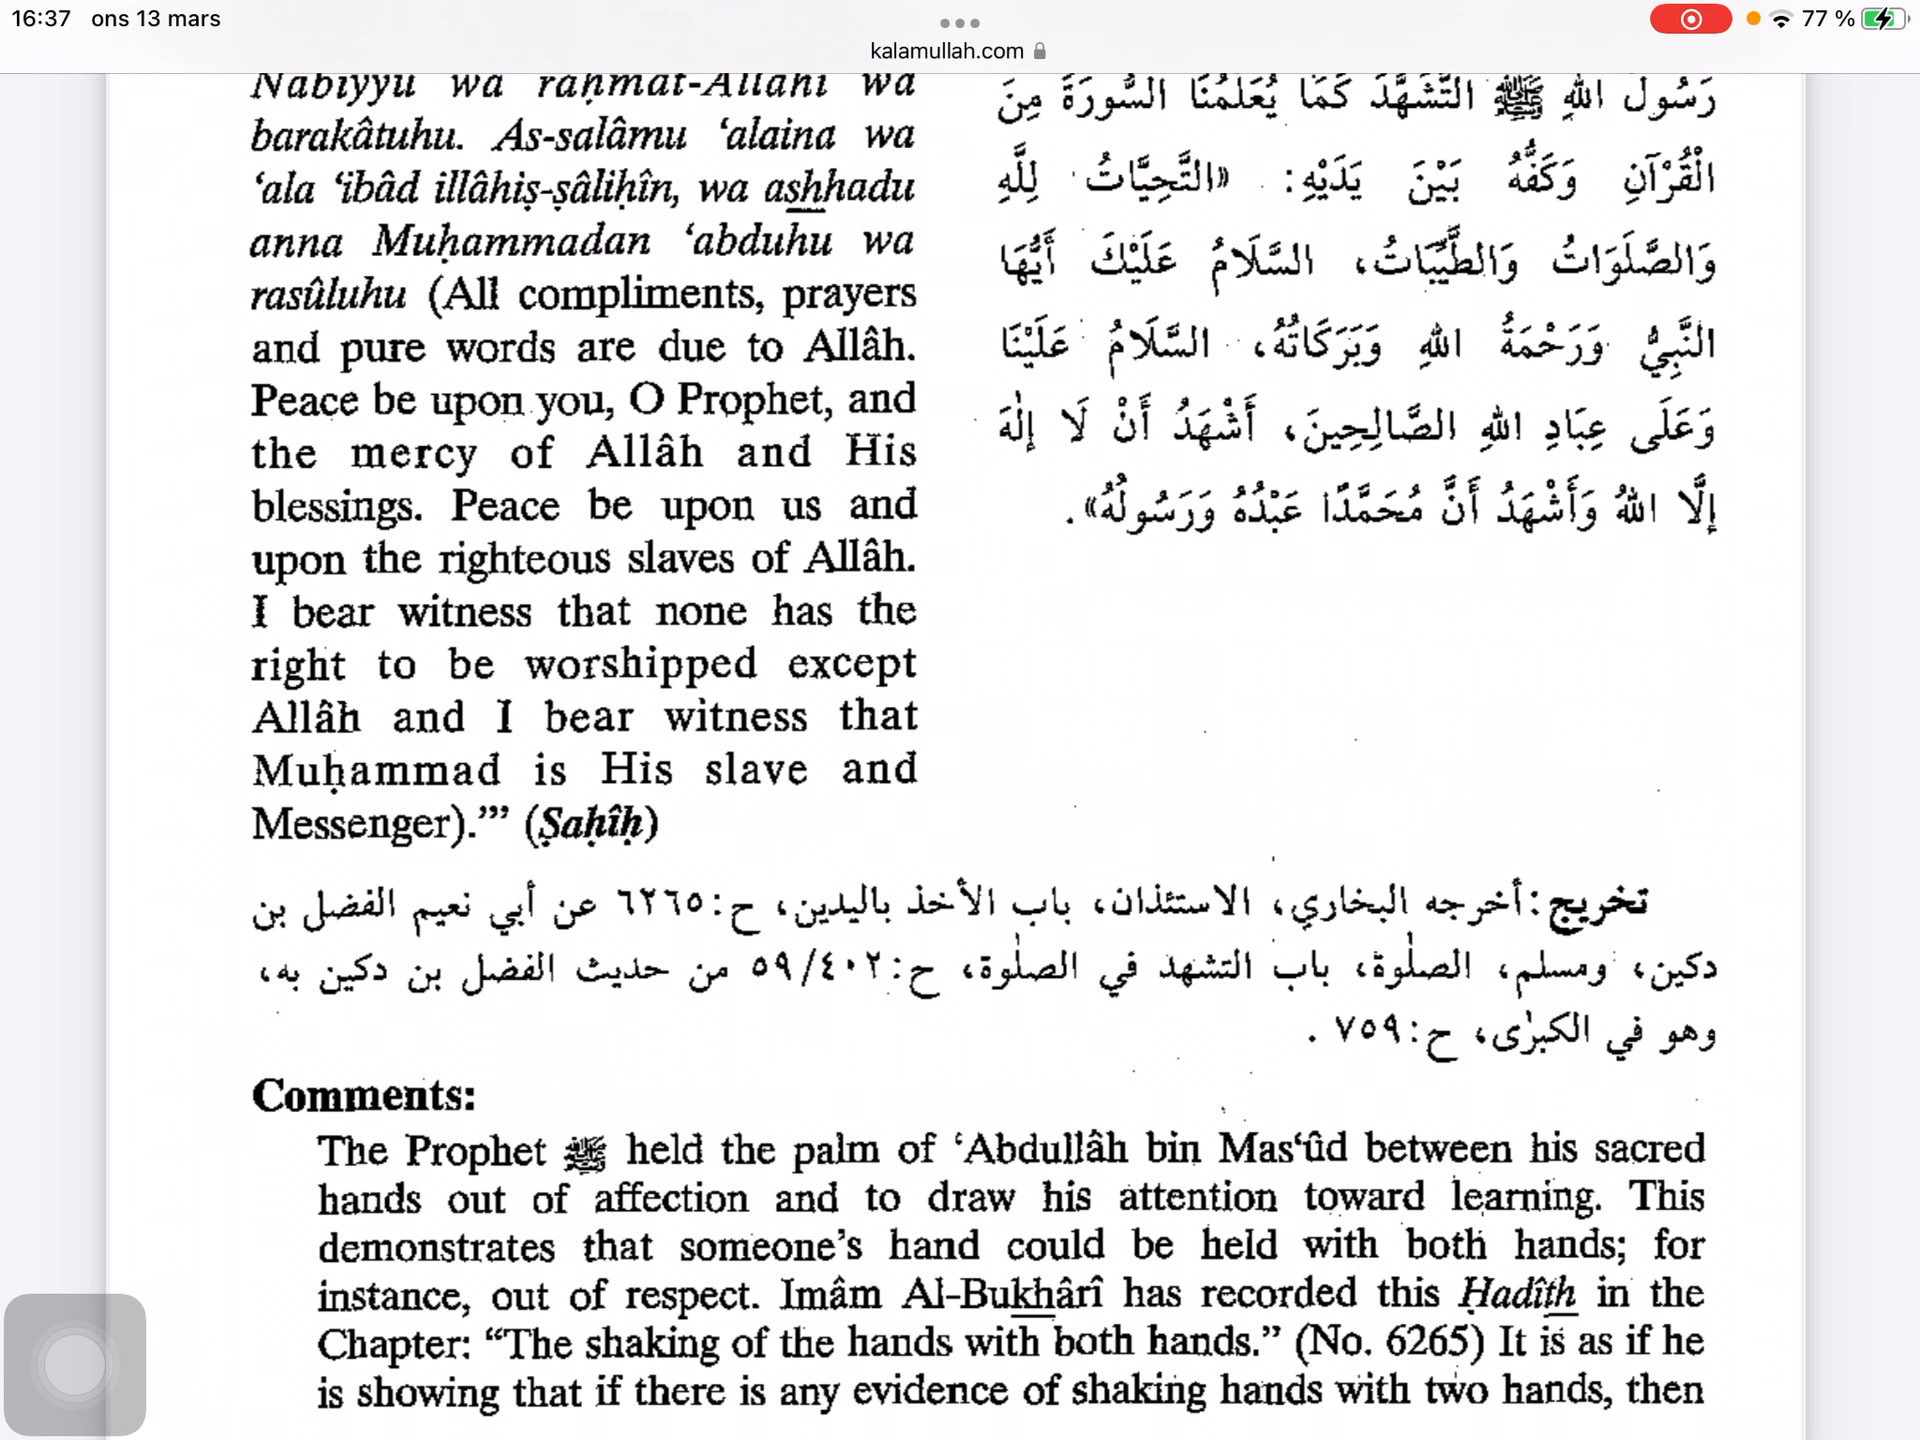 16:37 ons 13 mars
77 %
kalamullah.com
Nabiyyu wa raḥmat-Allâhi wa
barakâtuhu. As-salâmu ‘alaina wa
‘ala ‘ibâd illâhiṣ-ṣâliḥîn, wa ashhadu
anna Muḥammadan ‘abduhu wa
rasûluhu (All compliments, prayers
and pure words are due to Allâh.
Peace be upon you, O Prophet, and
the mercy of Allâh and His
blessings. Peace be upon us and
upon the righteous slaves of Allâh.
I bear witness that none has the
right to be worshipped except
Allâh and I bear witness that
Muḥammad is His slave and
Messenger).’” (Ṣaḥîḥ)
رَسُولُ اللهِ ﷺ التَّشَهُّدَ كَمَا يُعَلِّمُنَا السُّورَةَ مِنَ
الْقُرْآنِ وَكَفُّهُ بَيْنَ يَدَيْهِ: «التَّحِيَّاتُ لِلَّهِ
وَالصَّلَوَاتُ وَالطَّيِّبَاتُ، السَّلَامُ عَلَيْكَ أَيُّهَا
النَّبِيُّ وَرَحْمَةُ اللهِ وَبَرَكَاتُهُ، السَّلَامُ عَلَيْنَا
وَعَلَى عِبَادِ اللهِ الصَّالِحِينَ، أَشْهَدُ أَنْ لَا إِلٰهَ
إِلَّا اللهُ وَأَشْهَدُ أَنَّ مُحَمَّدًا عَبْدُهُ وَرَسُولُهُ».
تخريج: أخرجه البخاري، الاستئذان، باب الأخذ باليدين، ح:٦٢٦٥ عن أبي نعيم الفضل بن
دكين، ومسلم، الصلٰوة، باب التشهد في الصلٰوة، ح:٥٩/٤٠٢ من حديث الفضل بن دكين به،
وهو في الكبرٰى، ح:٧٥٩.
Comments:
The Prophet ﷺ held the palm of ‘Abdullâh bin Mas‘ûd between his sacred
hands out of affection and to draw his attention toward learning. This
demonstrates that someone’s hand could be held with both hands; for
instance, out of respect. Imâm Al-Bukhârî has recorded this Ḥadîth in the
Chapter: “The shaking of the hands with both hands.” (No. 6265) It is as if he
is showing that if there is any evidence of shaking hands with two hands, then